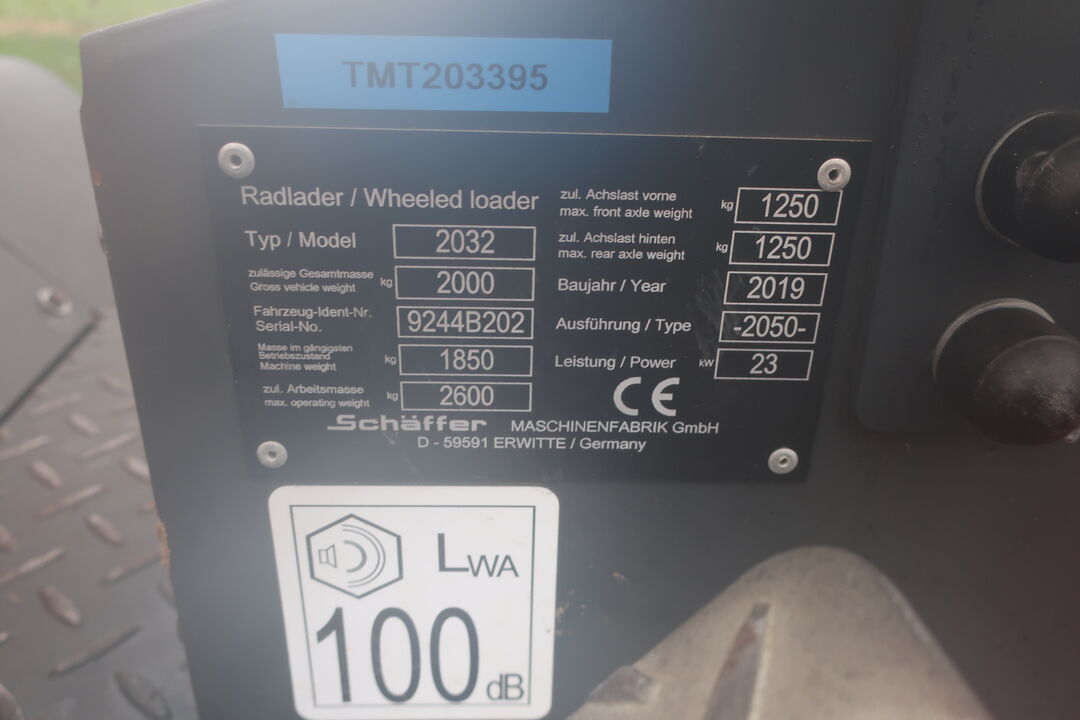 TMT203395
Radlader / Wheeled loader
Typ / Model 2032
zulässige Gesamtmasse
Gross vehicle weight kg 2000
Fahrzeug-Ident-Nr.
Serial-No. 9244B202
Masse im gängigsten
Betriebszustand
Machine weight kg 1850
zul. Arbeitsmasse
max. operating weight kg 2600
zul. Achslast vorne
max. front axle weight kg 1250
zul. Achslast hinten
max. rear axle weight kg 1250
Baujahr / Year 2019
Ausführung / Type -2050-
Leistung / Power kW 23
CE
Schäffer MASCHINENFABRIK GmbH
D - 59591 ERWITTE / Germany
LWA
100 dB